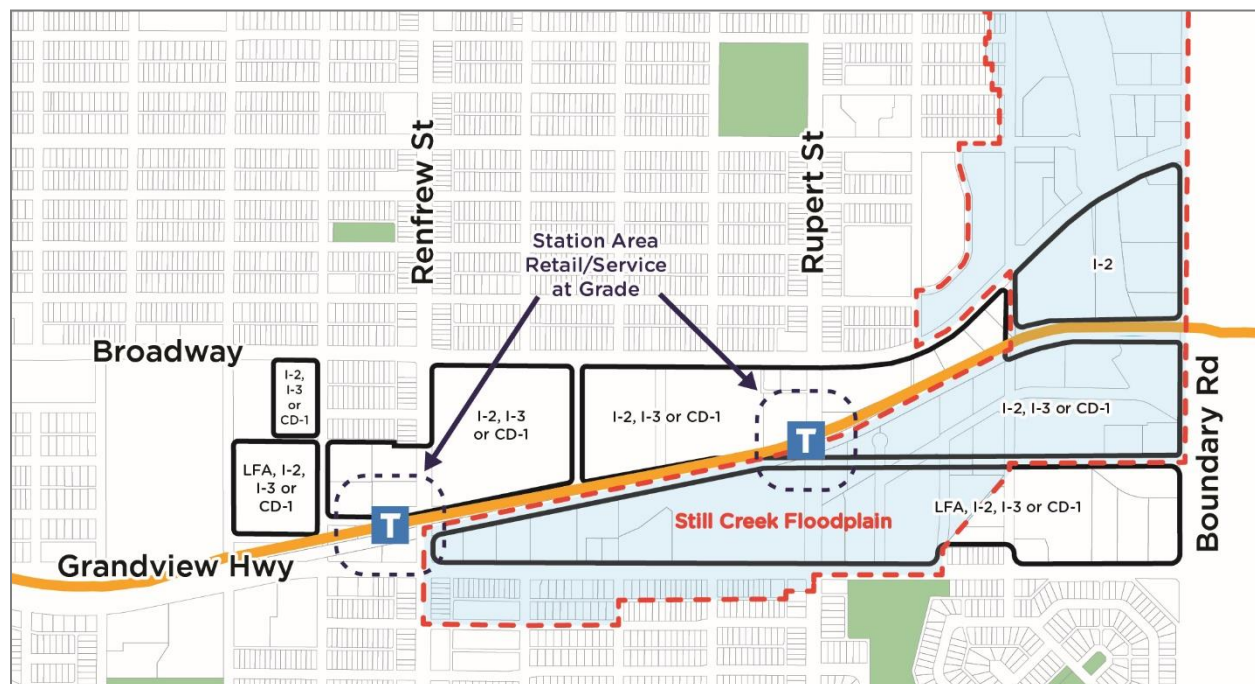 Renfrew St
Rupert St
Station Area
Retail/Service
at Grade
I-2
Broadway
I-2,
I-3
or
CD-1
I-2, I-3
or CD-1
I-2, I-3 or CD-1
I-2, I-3 or CD-1
Boundary Rd
T
LFA, I-2,
I-3 or
CD-1
T
LFA, I-2, I-3 or CD-1
Still Creek Floodplain
Grandview Hwy